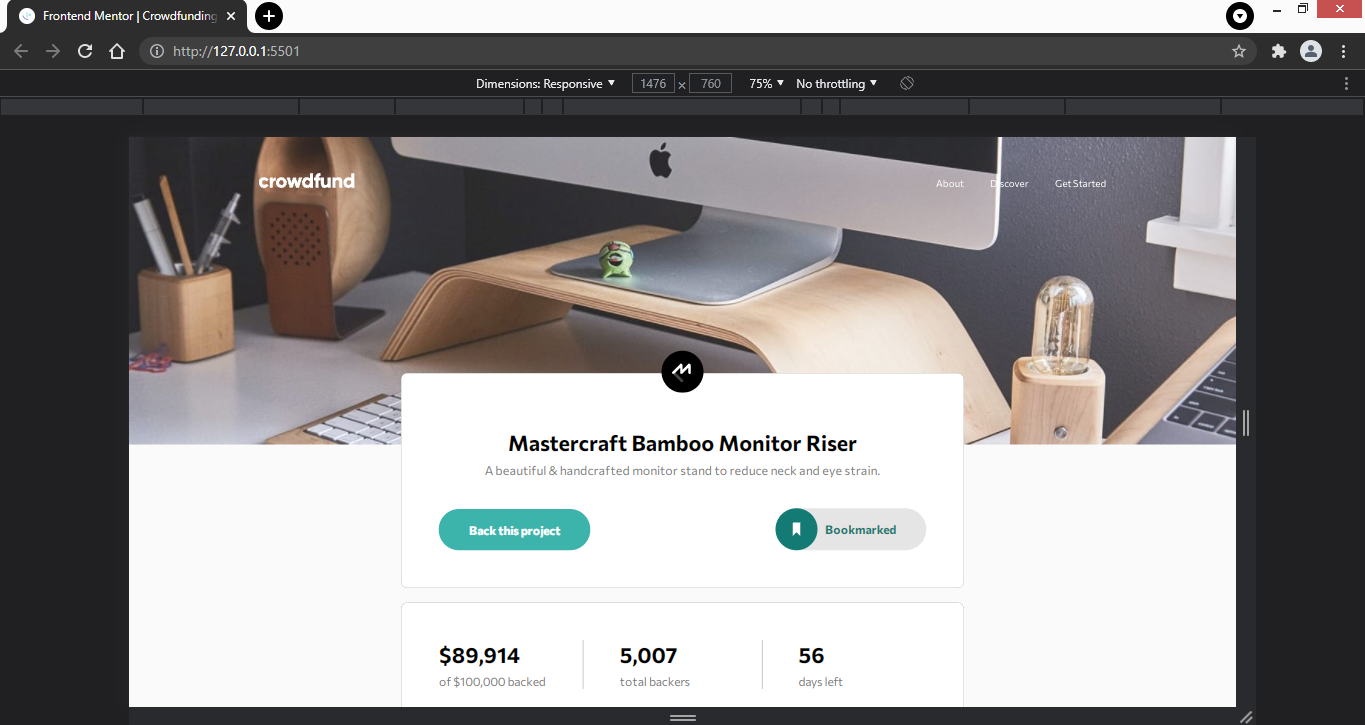 Frontend Mentor | Crowdfunding
http://127.0.0.1:5501
Dimensions: Responsive 1476 × 760 75% No throttling
crowdfund
About Discover Get Started
Mastercraft Bamboo Monitor Riser
A beautiful & handcrafted monitor stand to reduce neck and eye strain.
Back this project
Bookmarked
$89,914 5,007 56
of $100,000 backed total backers days left